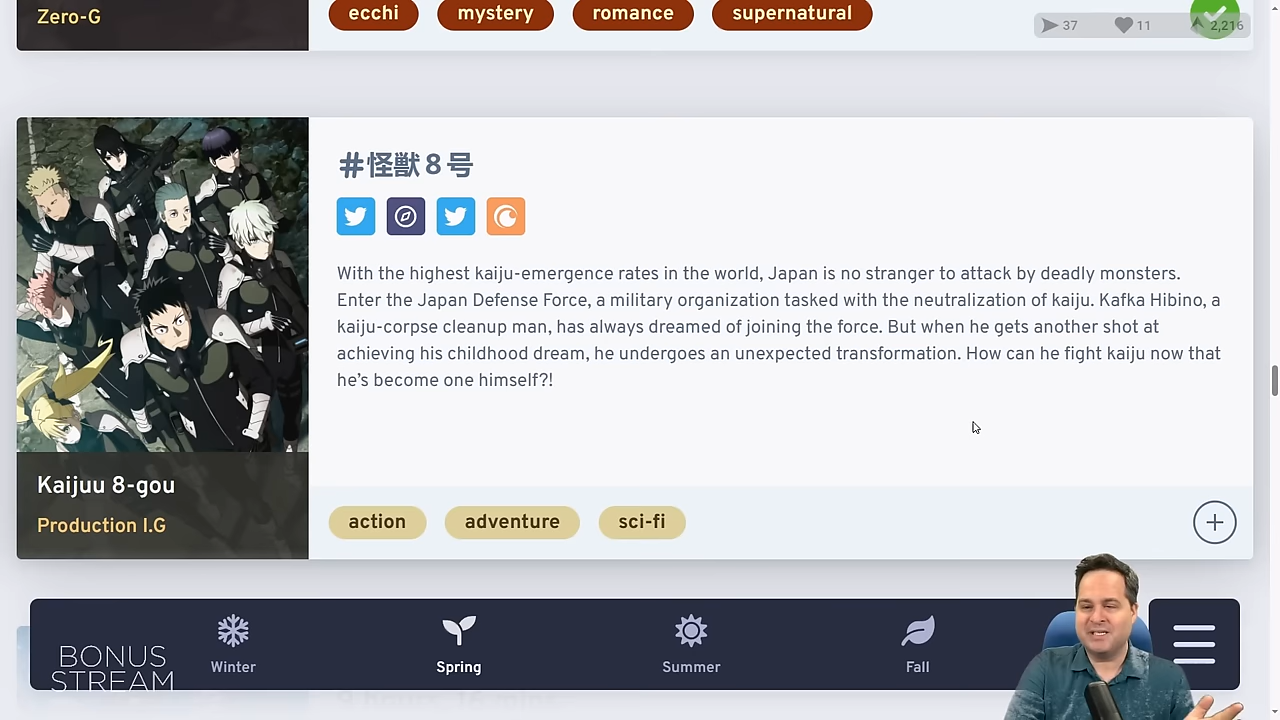 Zero-G
ecchi
mystery
romance
supernatural
37
11
2,216
#怪獣８号
With the highest kaiju-emergence rates in the world, Japan is no stranger to attack by deadly monsters.
Enter the Japan Defense Force, a military organization tasked with the neutralization of kaiju. Kafka Hibino, a
kaiju-corpse cleanup man, has always dreamed of joining the force. But when he gets another shot at
achieving his childhood dream, he undergoes an unexpected transformation. How can he fight kaiju now that
he’s become one himself?!
Kaijuu 8-gou
Production I.G
action
adventure
sci-fi
BONUS
STREAM
Winter
Spring
Summer
Fall